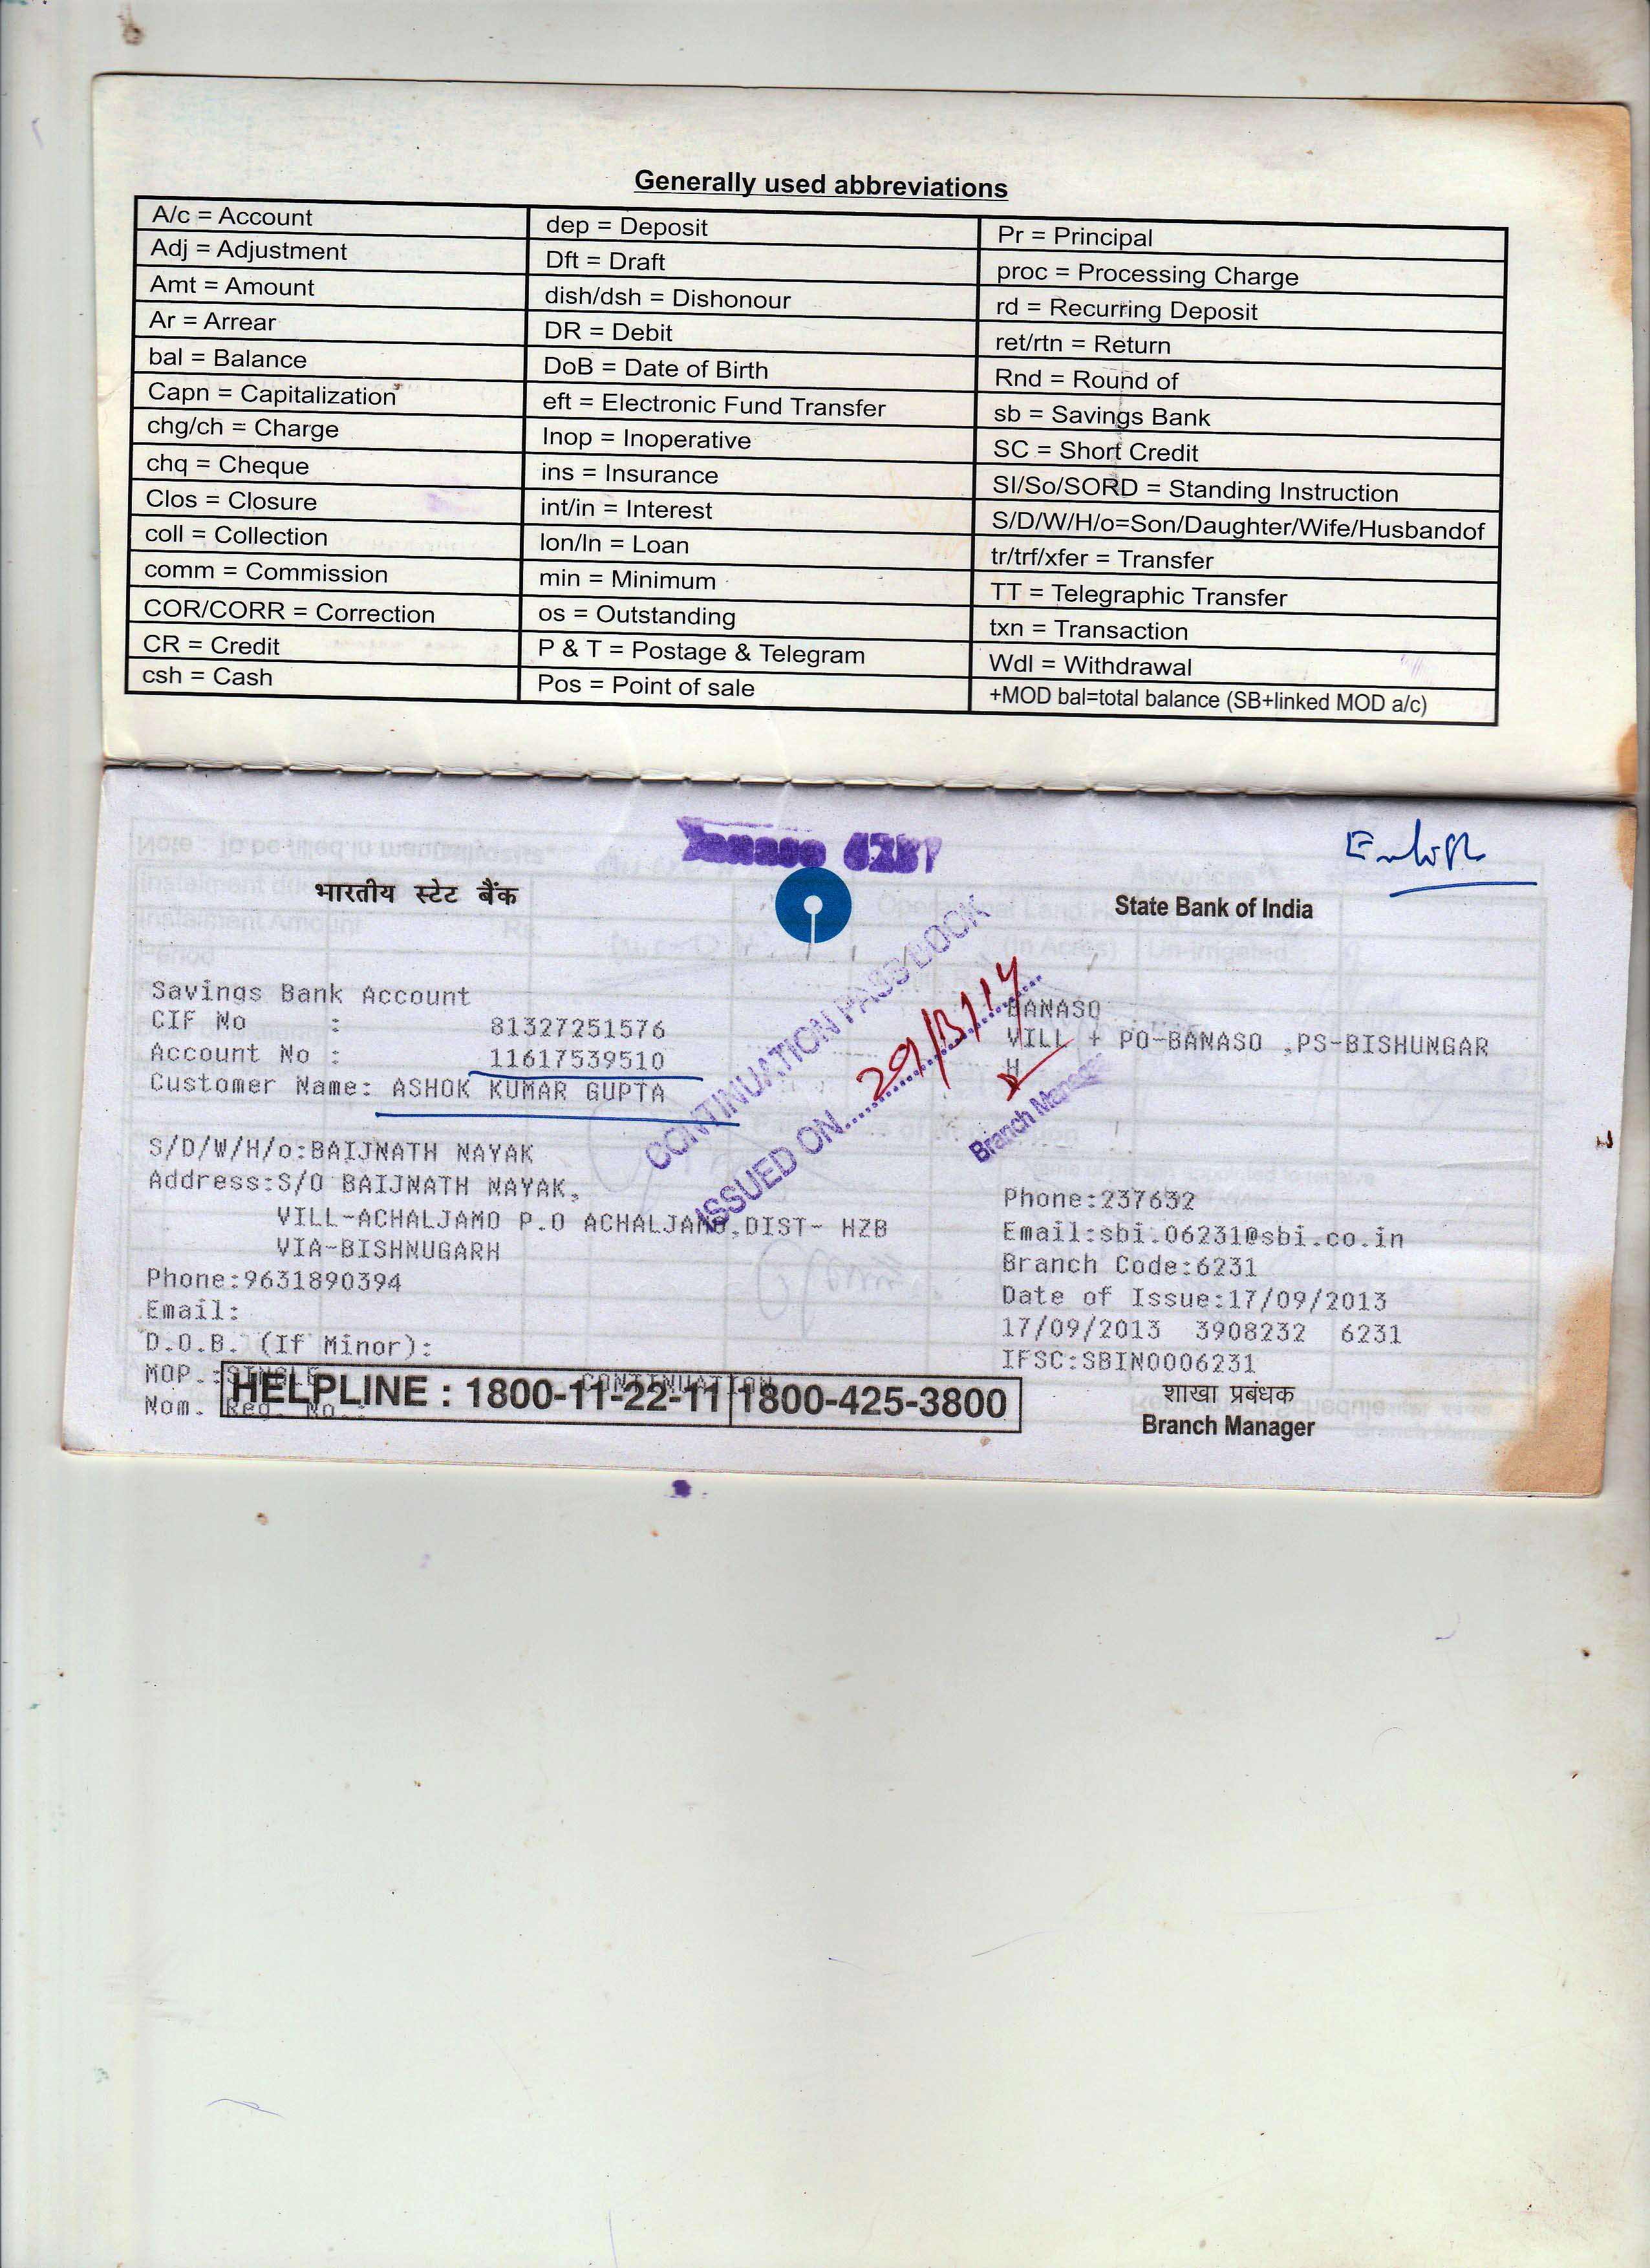 Generally used abbreviations
A/c = Account
Adj = Adjustment
Amt = Amount
Ar = Arrear
bal = Balance
Capn = Capitalization
chg/ch = Charge
chq = Cheque
Clos = Closure
coll = Collection
comm = Commission
COR/CORR = Correction
CR = Credit
csh = Cash
dep = Deposit
Dft = Draft
dish/dsh = Dishonour
DR = Debit
DoB = Date of Birth
eft = Electronic Fund Transfer
Inop = Inoperative
ins = Insurance
int/in = Interest
lon/ln = Loan
min = Minimum
os = Outstanding
P & T = Postage & Telegram
Pos = Point of sale
Pr = Principal
proc = Processing Charge
rd = Recurring Deposit
ret/rtn = Return
Rnd = Round of
sb = Savings Bank
SC = Short Credit
SI/So/SORD = Standing Instruction
S/D/W/H/o=Son/Daughter/Wife/Husbandof
tr/trf/xfer = Transfer
TT = Telegraphic Transfer
txn = Transaction
Wdl = Withdrawal
+MOD bal=total balance (SB+linked MOD a/c)
भारतीय स्टेट बैंक
State Bank of India
Savings Bank Account
CIF No : 81327251576
Account No : 11617539510
Customer Name: ASHOK KUMAR GUPTA
S/D/W/H/o:BAIJNATH NAYAK
Address:S/O BAIJNATH NAYAK,
VILL-ACHALJAMO P.O ACHALJAMO,DIST- HZB
VIA-BISHNUGARH
Phone:9631890394
Email:
D.O.B. (If Minor):
MOP.:SINGLE CONTINUATION
Nom. Reg. No.:
HELPLINE : 1800-11-22-11 1800-425-3800
CONTINUATION PASS BOOK
ISSUED ON
Branch Manager
BANASO
VILL + PO-BANASO ,PS-BISHUNGAR
H
Phone:237632
Email:sbi.06231@sbi.co.in
Branch Code:6231
Date of Issue:17/09/2013
17/09/2013 3908232 6231
IFSC:SBIN0006231
शाखा प्रबंधक
Branch Manager